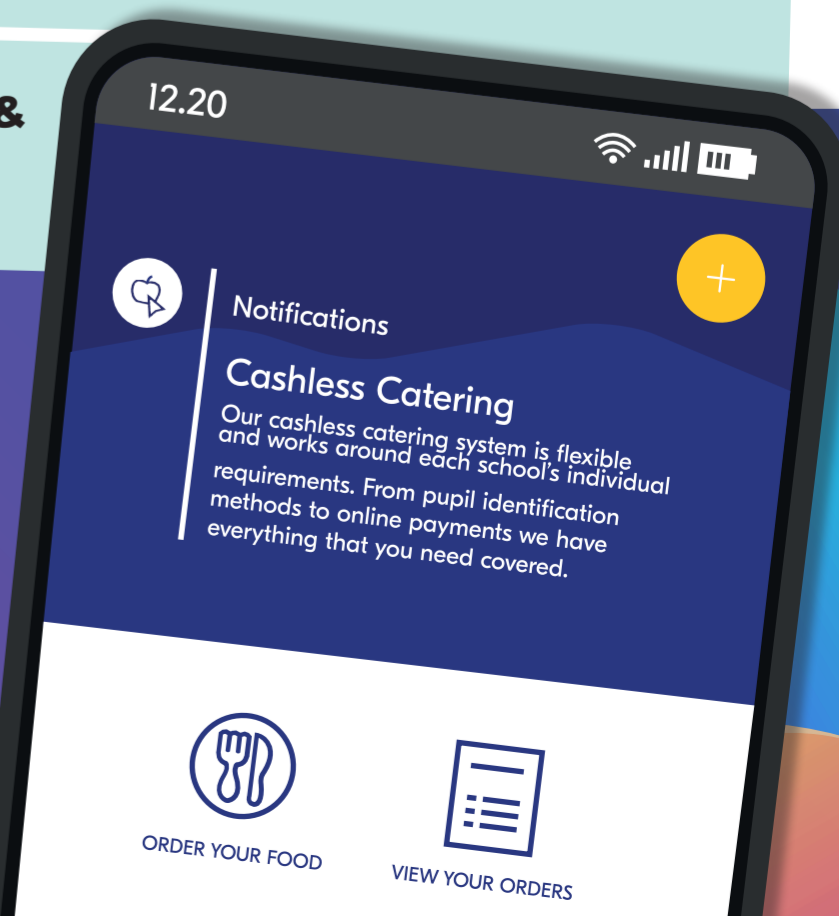 &
12.20
Notifications
Cashless Catering
Our cashless catering system is flexible
and works around each school's individual
requirements. From pupil identification
methods to online payments we have
everything that you need covered.
ORDER YOUR FOOD
VIEW YOUR ORDERS